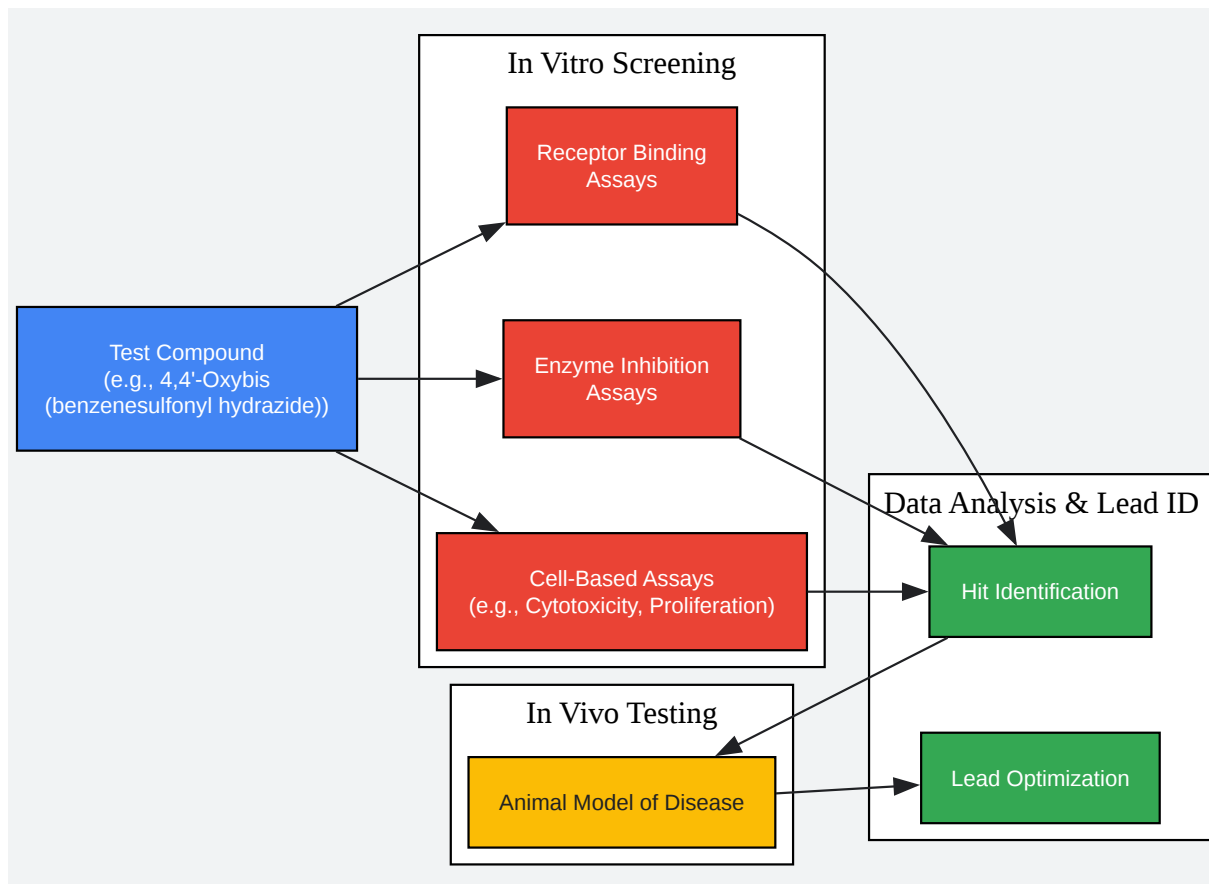 In Vitro Screening
Receptor Binding
Assays
Test Compound
(e.g., 4,4'-Oxybis
(benzenesulfonyl hydrazide))
Enzyme Inhibition
Assays
Cell-Based Assays
(e.g., Cytotoxicity, Proliferation)
Data Analysis & Lead ID
Hit Identification
In Vivo Testing
Animal Model of Disease
Lead Optimization